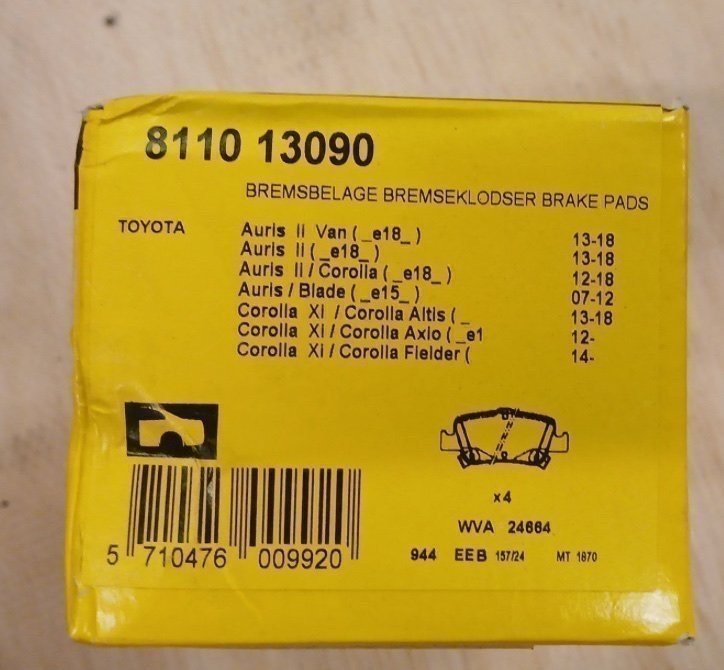 8110 13090
BREMSBELAGE BREMSEKLODSER BRAKE PADS
TOYOTA
Auris II Van ( _e18_ ) 13-18
Auris II ( _e18_ ) 13-18
Auris II / Corolla ( _e18_ ) 12-18
Auris / Blade ( _e15_ ) 07-12
Corolla Xi / Corolla Altis ( _ 13-18
Corolla Xi / Corolla Axio ( _e1 12-
Corolla Xi / Corolla Fielder ( 14-
x4
WVA 24664
5 710476 009920
944 EEB 157/24 MT 1870